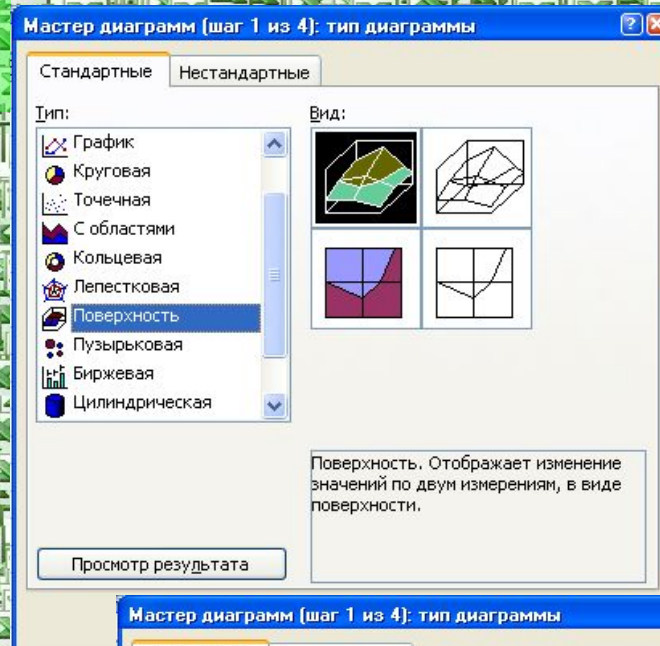 Мастер диаграмм (шаг 1 из 4): тип диаграммы
Стандартные Нестандартные
Тип: Вид:
График
Круговая
Точечная
С областями
Кольцевая
Лепестковая
Поверхность
Пузырьковая
Биржевая
Цилиндрическая
Поверхность. Отображает изменение
значений по двум измерениям, в виде
поверхности.
Просмотр результата
Мастер диаграмм (шаг 1 из 4): тип диаграммы